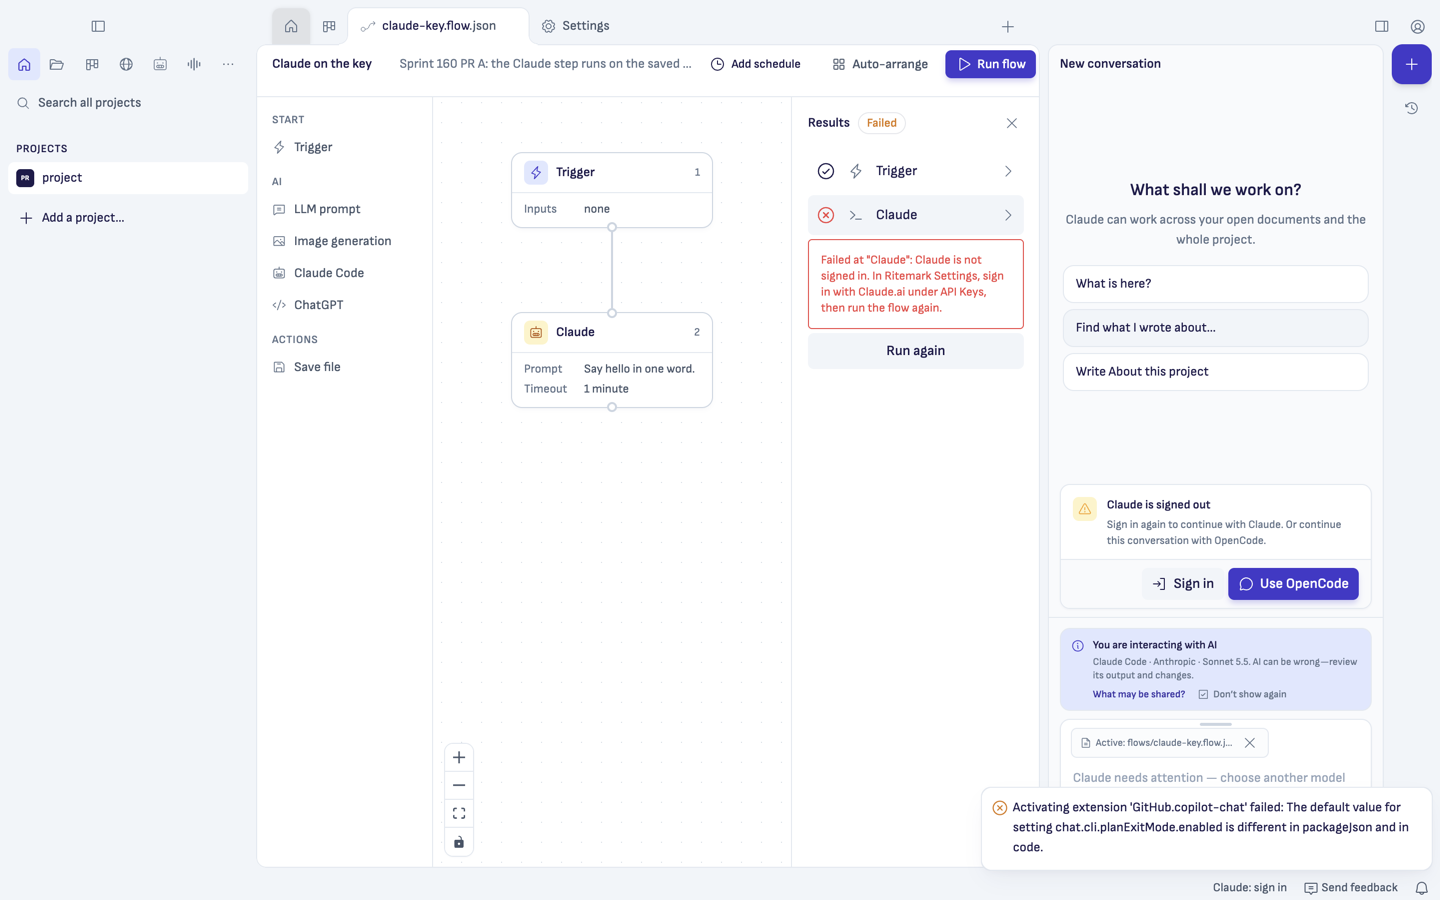 claude-key.flow.json
Settings
Search all projects
PROJECTS
PR project
Add a project...
Claude on the key
Sprint 160 PR A: the Claude step runs on the saved ...
Add schedule
Auto-arrange
Run flow
START
Trigger
AI
LLM prompt
Image generation
Claude Code
ChatGPT
ACTIONS
Save file
Trigger 1
Inputs none
Claude 2
Prompt Say hello in one word.
Timeout 1 minute
Results Failed
Trigger
Claude
Failed at "Claude": Claude is not
signed in. In Ritemark Settings, sign
in with Claude.ai under API Keys,
then run the flow again.
Run again
New conversation
What shall we work on?
Claude can work across your open documents and the
whole project.
What is here?
Find what I wrote about...
Write About this project
Claude is signed out
Sign in again to continue with Claude. Or continue
this conversation with OpenCode.
Sign in
Use OpenCode
You are interacting with AI
Claude Code · Anthropic · Sonnet 5.5. AI can be wrong—review
its output and changes.
What may be shared?
Don't show again
Active: flows/claude-key.flow.j...
Claude needs attention — choose another model
Activating extension 'GitHub.copilot-chat' failed: The default value for
setting chat.cli.planExitMode.enabled is different in packageJson and in
code.
Claude: sign in
Send feedback